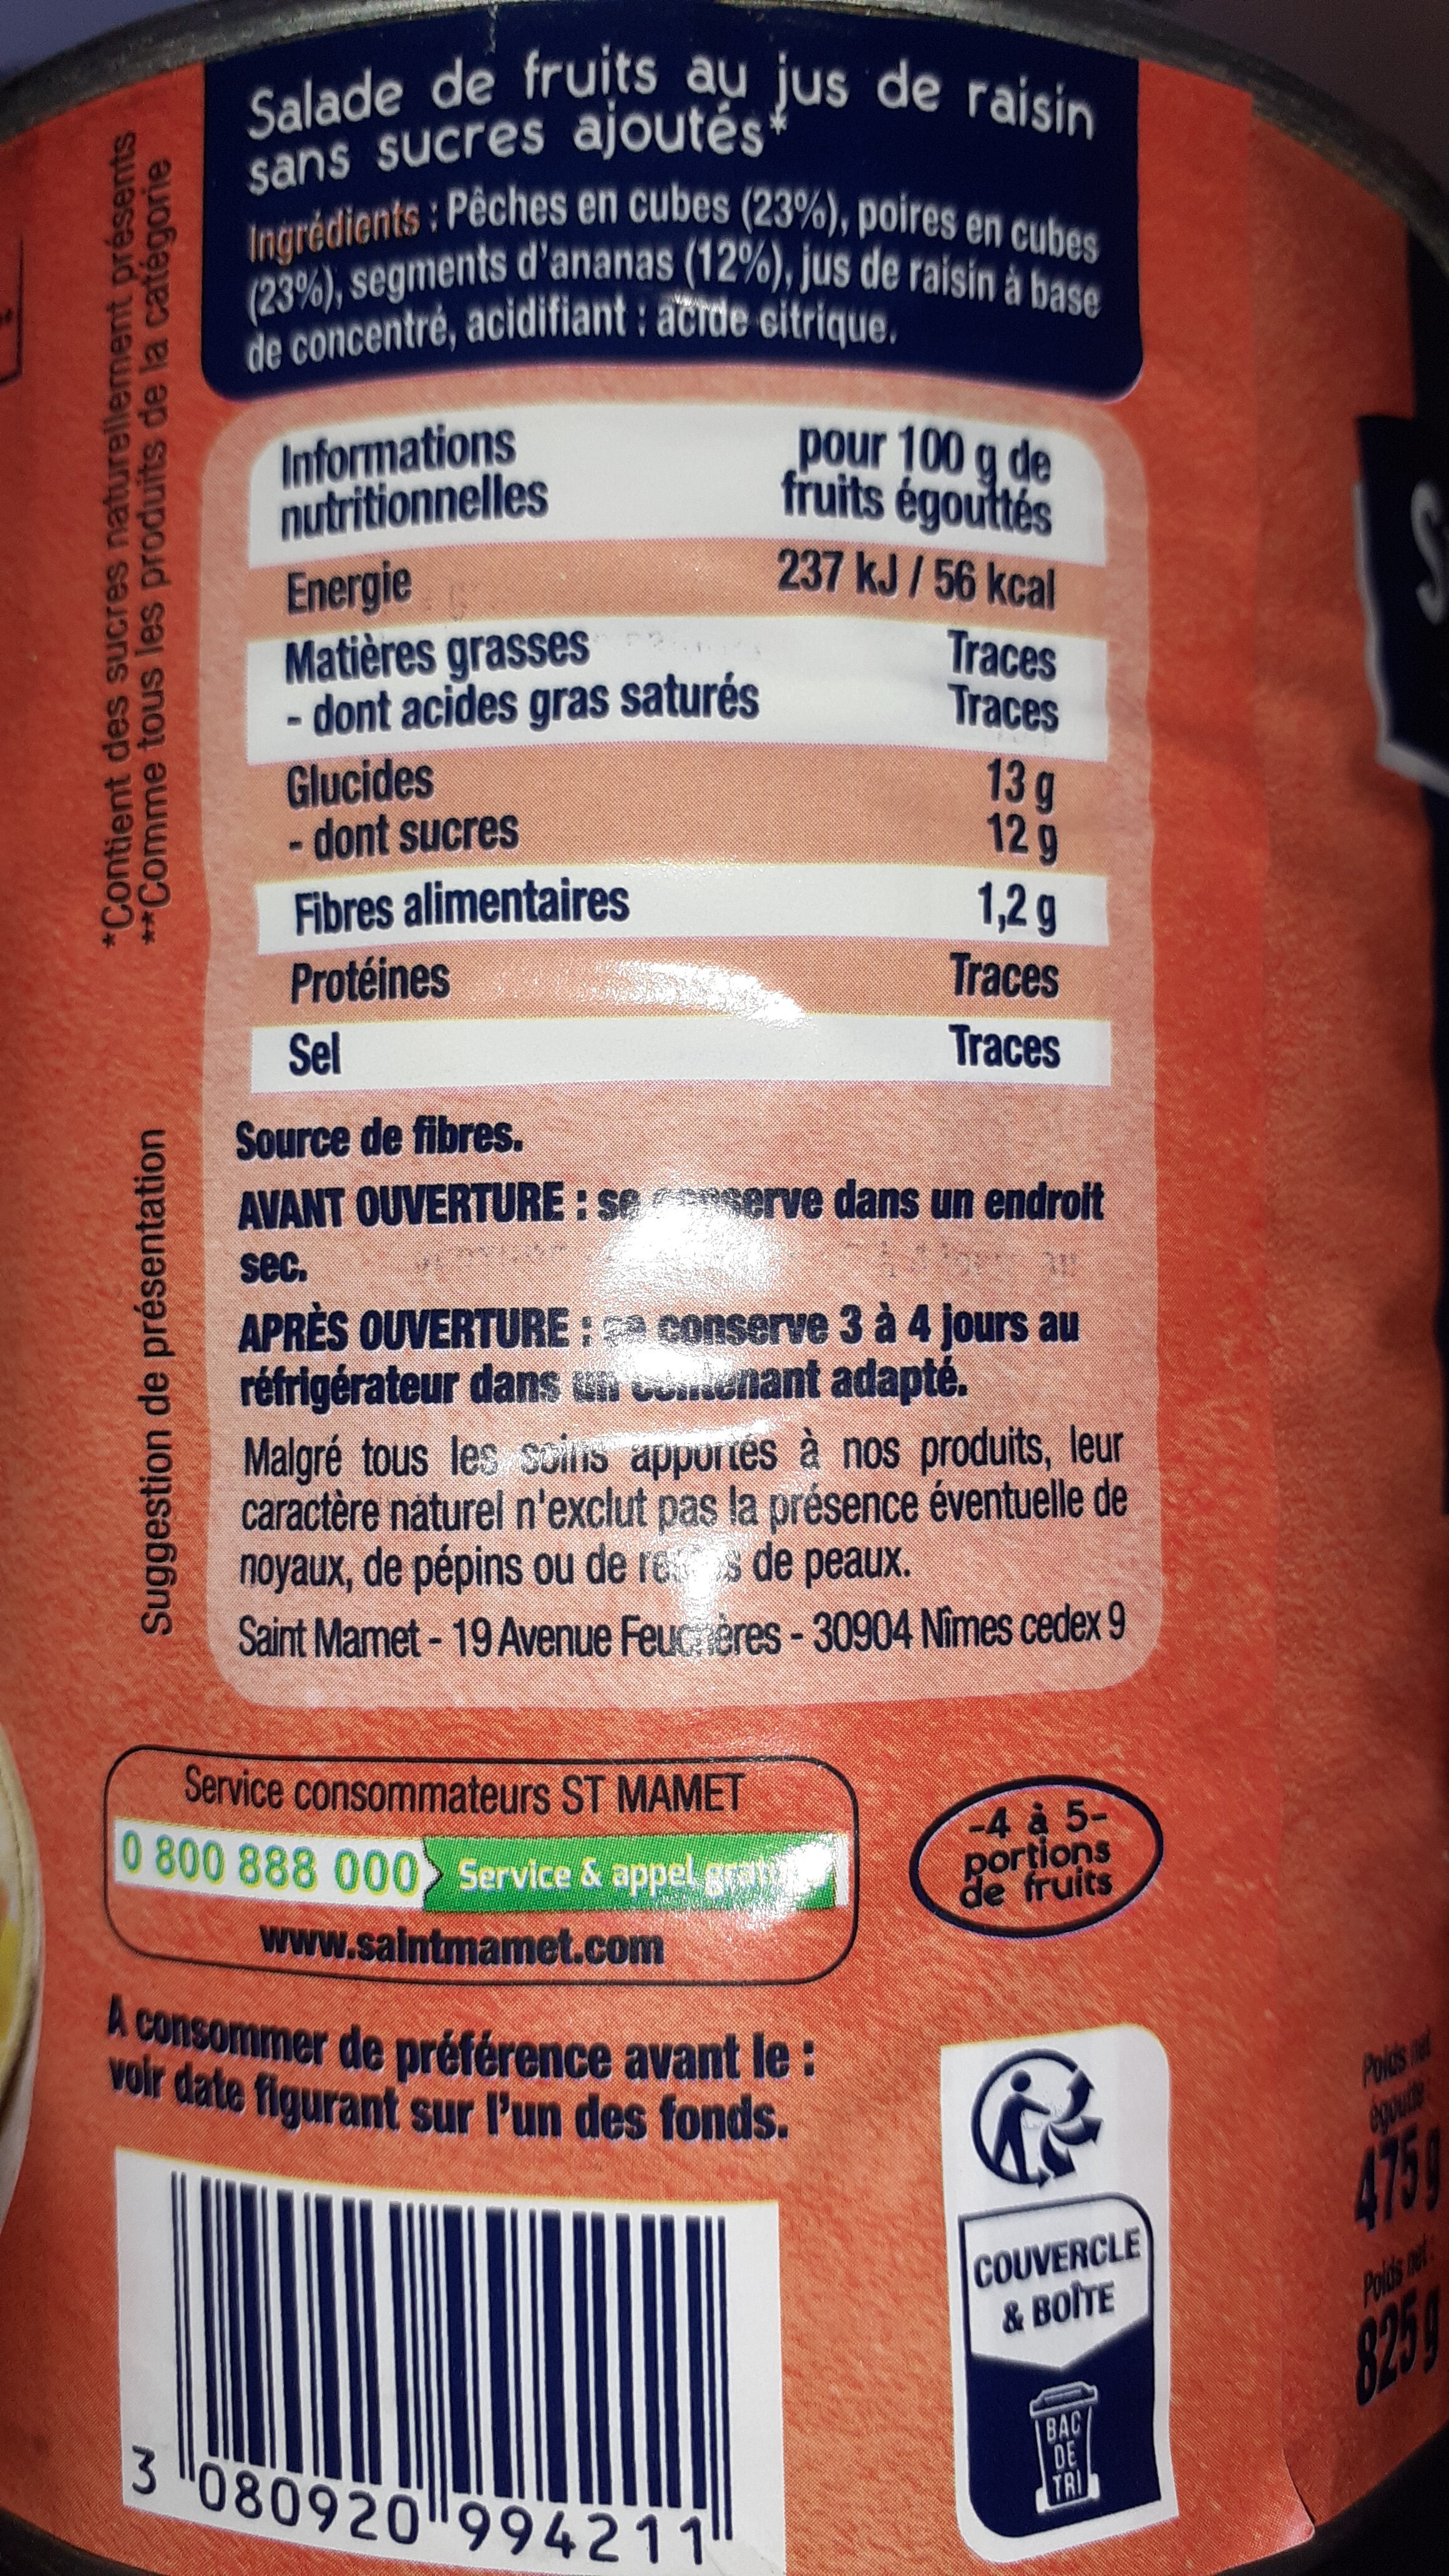 Salade de fruits au jus de raisin
sans sucres ajoutés*
Ingrédients : Pêches en cubes (23%), poires en cubes
(23%), segments d'ananas (12%), jus de raisin à base
de concentré, acidifiant : acide citrique.
*Contient des sucres naturellement présents
**Comme tous les produits de la catégorie
Suggestion de présentation
Informations nutritionnelles pour 100 g de fruits égouttés
Energie 237 kJ / 56 kcal
Matières grasses Traces
- dont acides gras saturés Traces
Glucides 13 g
- dont sucres 12 g
Fibres alimentaires 1,2 g
Protéines Traces
Sel Traces
Source de fibres.
AVANT OUVERTURE : se conserve dans un endroit
sec.
APRÈS OUVERTURE : se conserve 3 à 4 jours au
réfrigérateur dans un contenant adapté.
Malgré tous les soins apportés à nos produits, leur
caractère naturel n'exclut pas la présence éventuelle de
noyaux, de pépins ou de restes de peaux.
Saint Mamet - 19 Avenue Feuchères - 30904 Nîmes cedex 9
Service consommateurs ST MAMET
0 800 888 000 Service & appel gratuits
www.saintmamet.com
-4 à 5-
portions
de fruits
A consommer de préférence avant le :
voir date figurant sur l'un des fonds.
3 080920 994211
COUVERCLE
& BOÎTE
BAC
DE
TRI
Poids net
égoutté
475 g
Poids net :
825 g